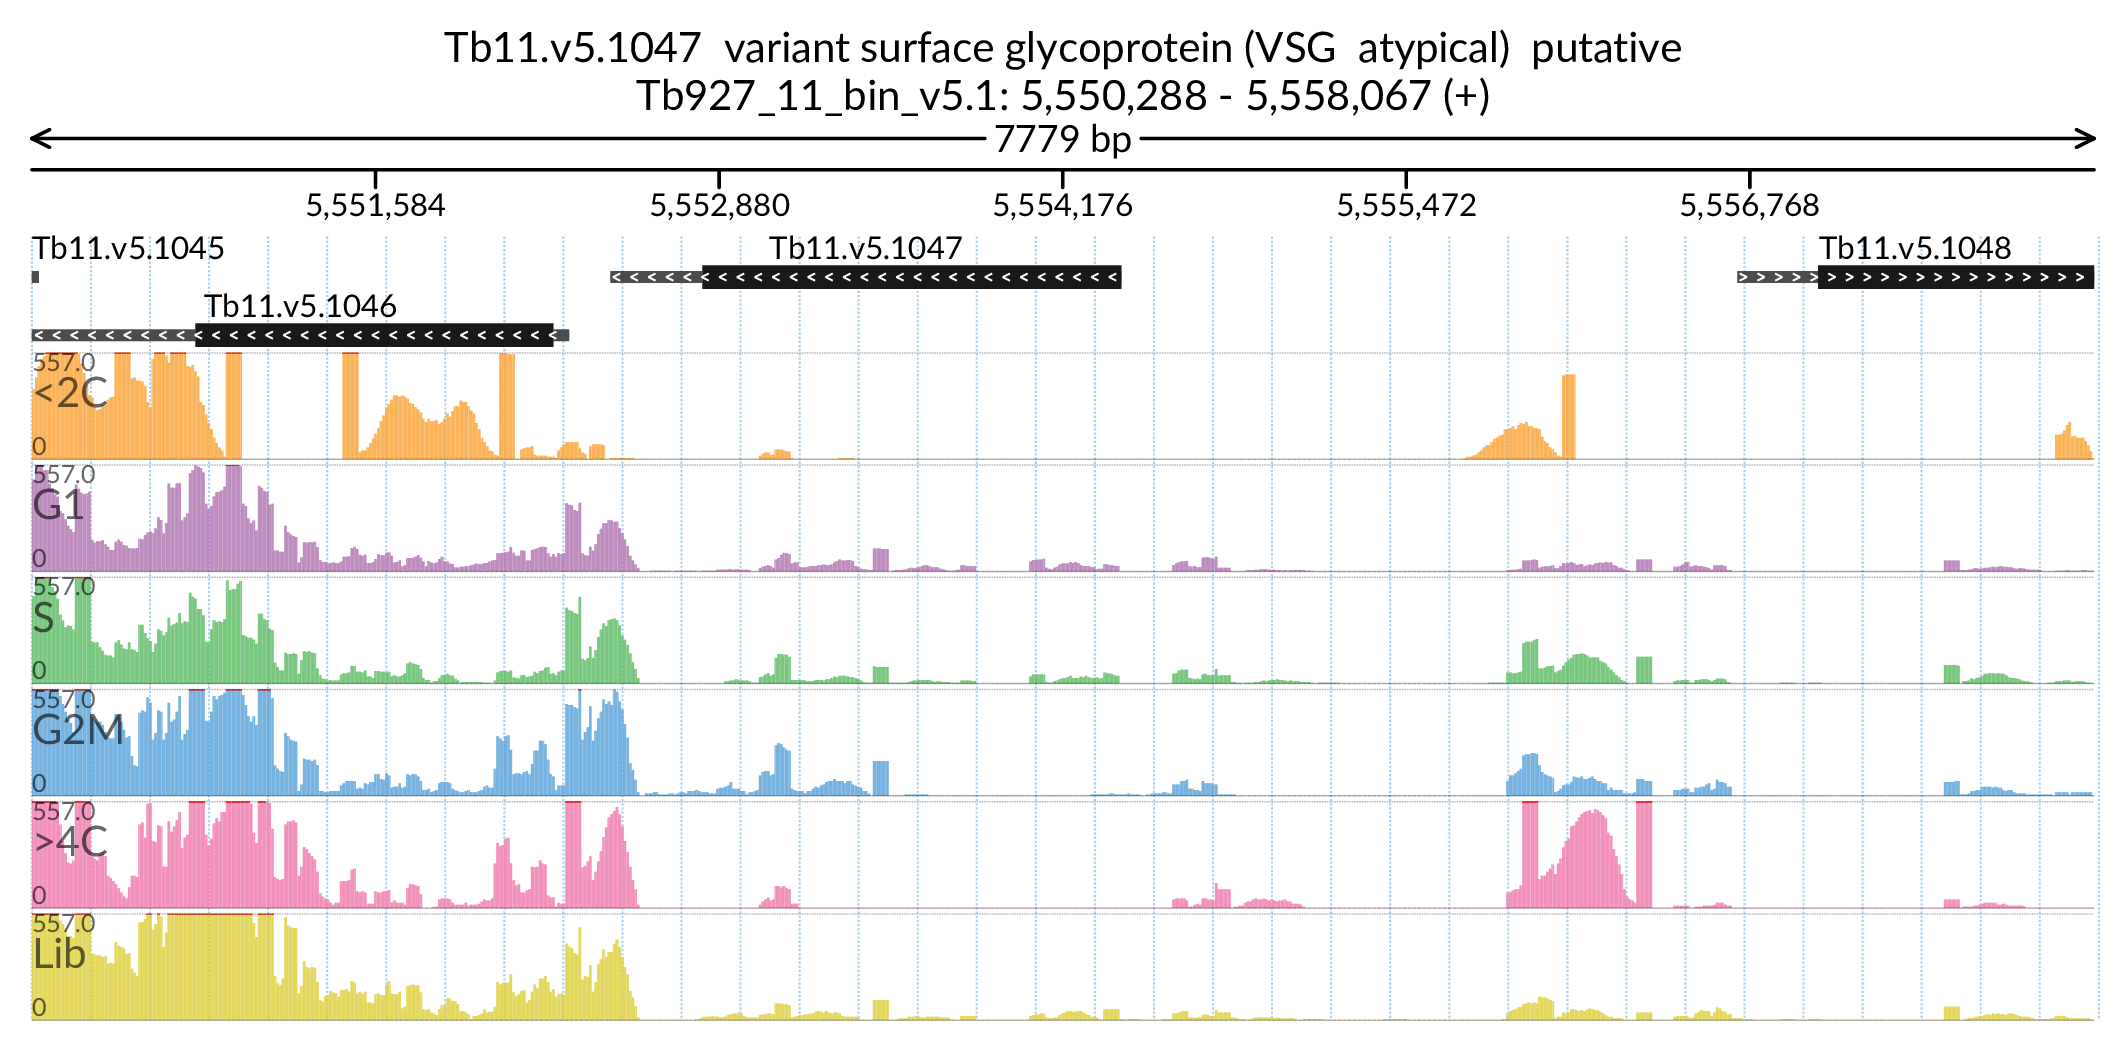 Tb11.v5.1047 variant surface glycoprotein (VSG atypical) putative
Tb927_11_bin_v5.1: 5,550,288 - 5,558,067 (+)
7779 bp
5,551,584 5,552,880 5,554,176 5,555,472 5,556,768
Tb11.v5.1045 Tb11.v5.1047 Tb11.v5.1048
Tb11.v5.1046
557.0
<2C
0
557.0
G1
0
557.0
S
0
557.0
G2M
0
557.0
>4C
0
557.0
Lib
0